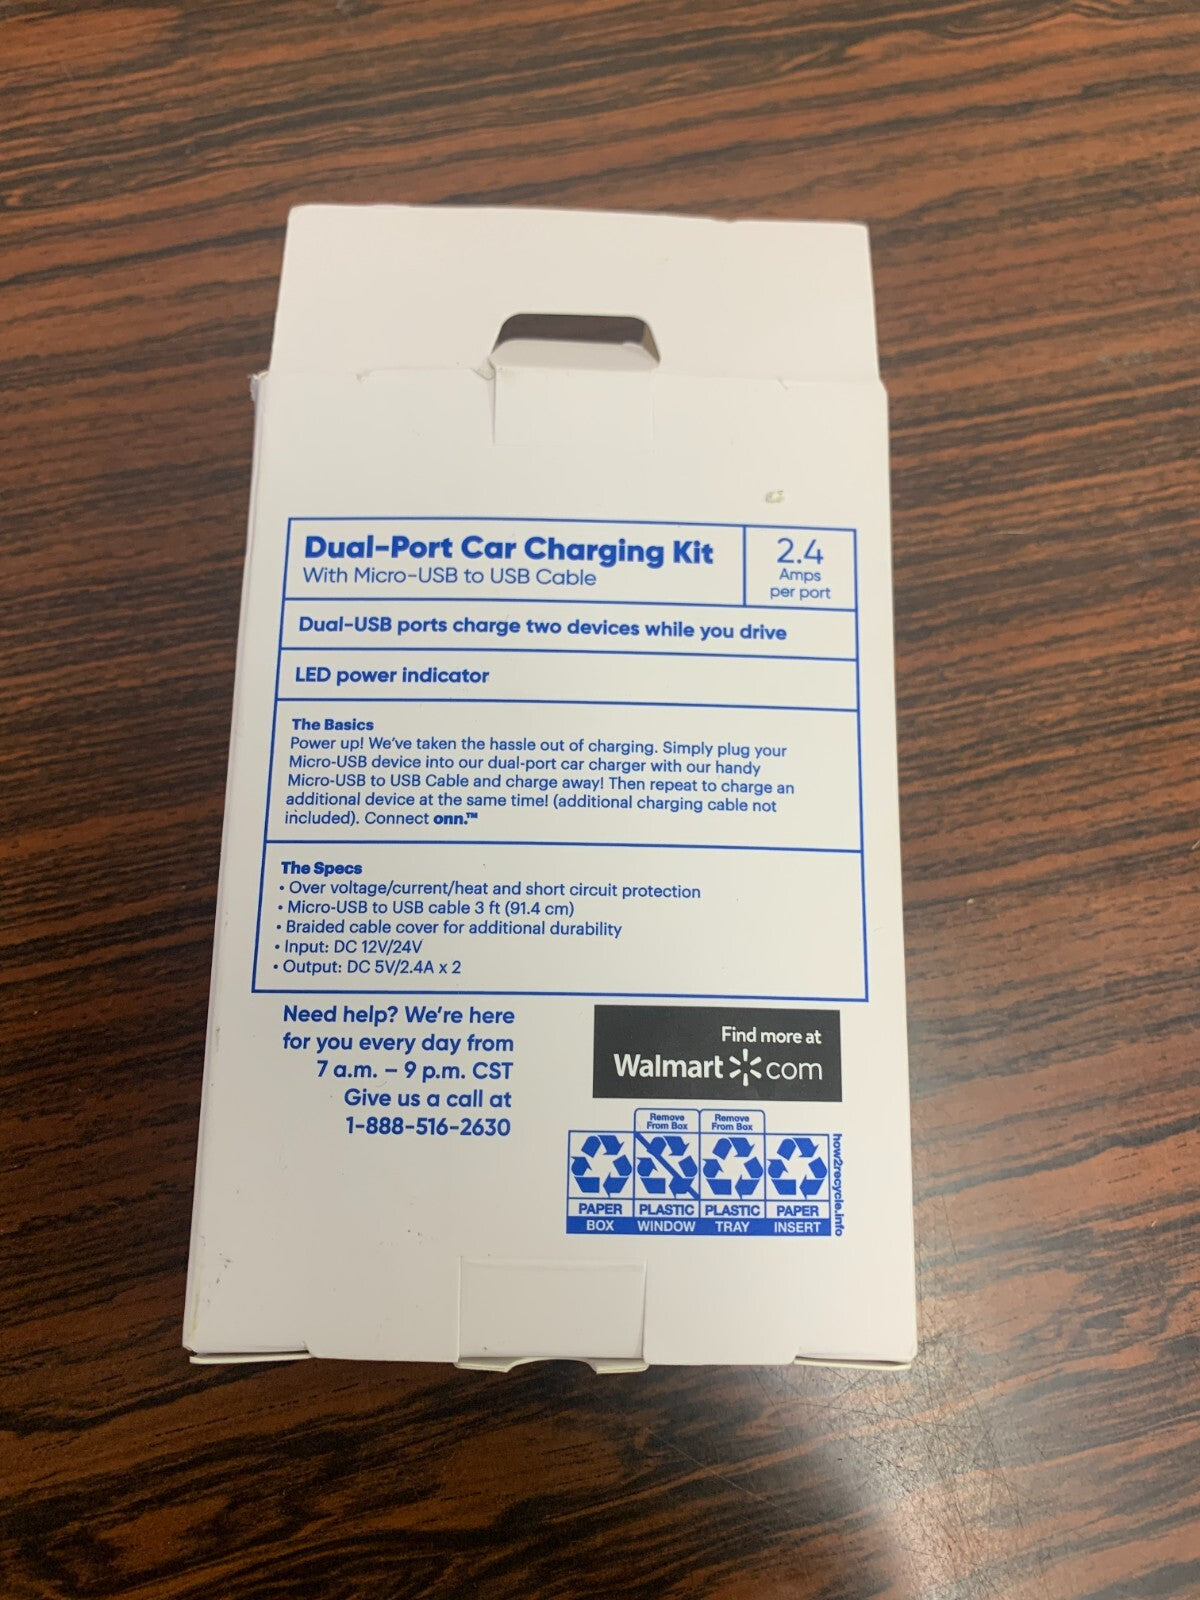 Dual-Port Car Charging Kit
With Micro-USB to USB Cable
2.4
Amps
per port
Dual-USB ports charge two devices while you drive
LED power indicator
The Basics
Power up! We've taken the hassle out of charging. Simply plug your
Micro-USB device into our dual-port car charger with our handy
Micro-USB to USB Cable and charge away! Then repeat to charge an
additional device at the same time! (additional charging cable not
included). Connect onn.™
The Specs
• Over voltage/current/heat and short circuit protection
• Micro-USB to USB cable 3 ft (91.4 cm)
• Braided cable cover for additional durability
• Input: DC 12V/24V
• Output: DC 5V/2.4A x 2
Need help? We're here
for you every day from
7 a.m. – 9 p.m. CST
Give us a call at
1-888-516-2630
Find more at
Walmart com
Remove
From Box
Remove
From Box
PAPER
BOX
PLASTIC
WINDOW
PLASTIC
TRAY
PAPER
INSERT
how2recycle.info